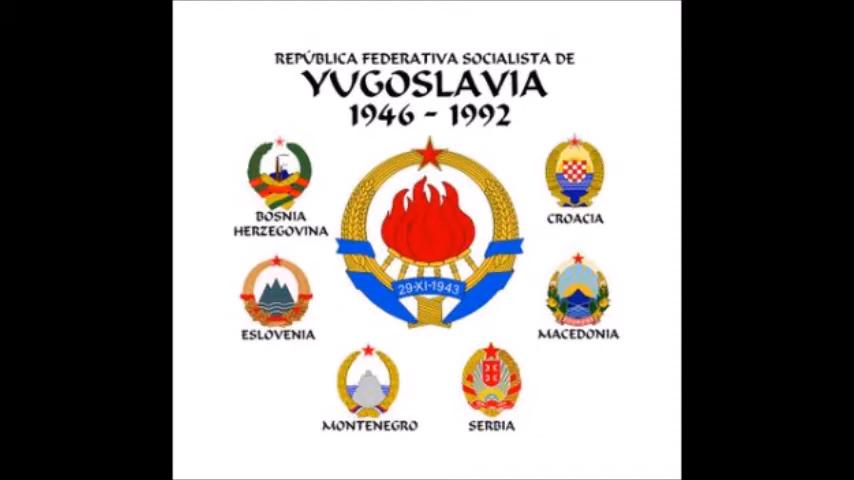 REPÚBLICA FEDERATIVA SOCIALISTA DE
YUGOSLAVIA
1946 - 1992
BOSNIA
HERZEGOVINA
CROACIA
29-XI-1943
ESLOVENIA
MACEDONIA
MONTENEGRO
SERBIA